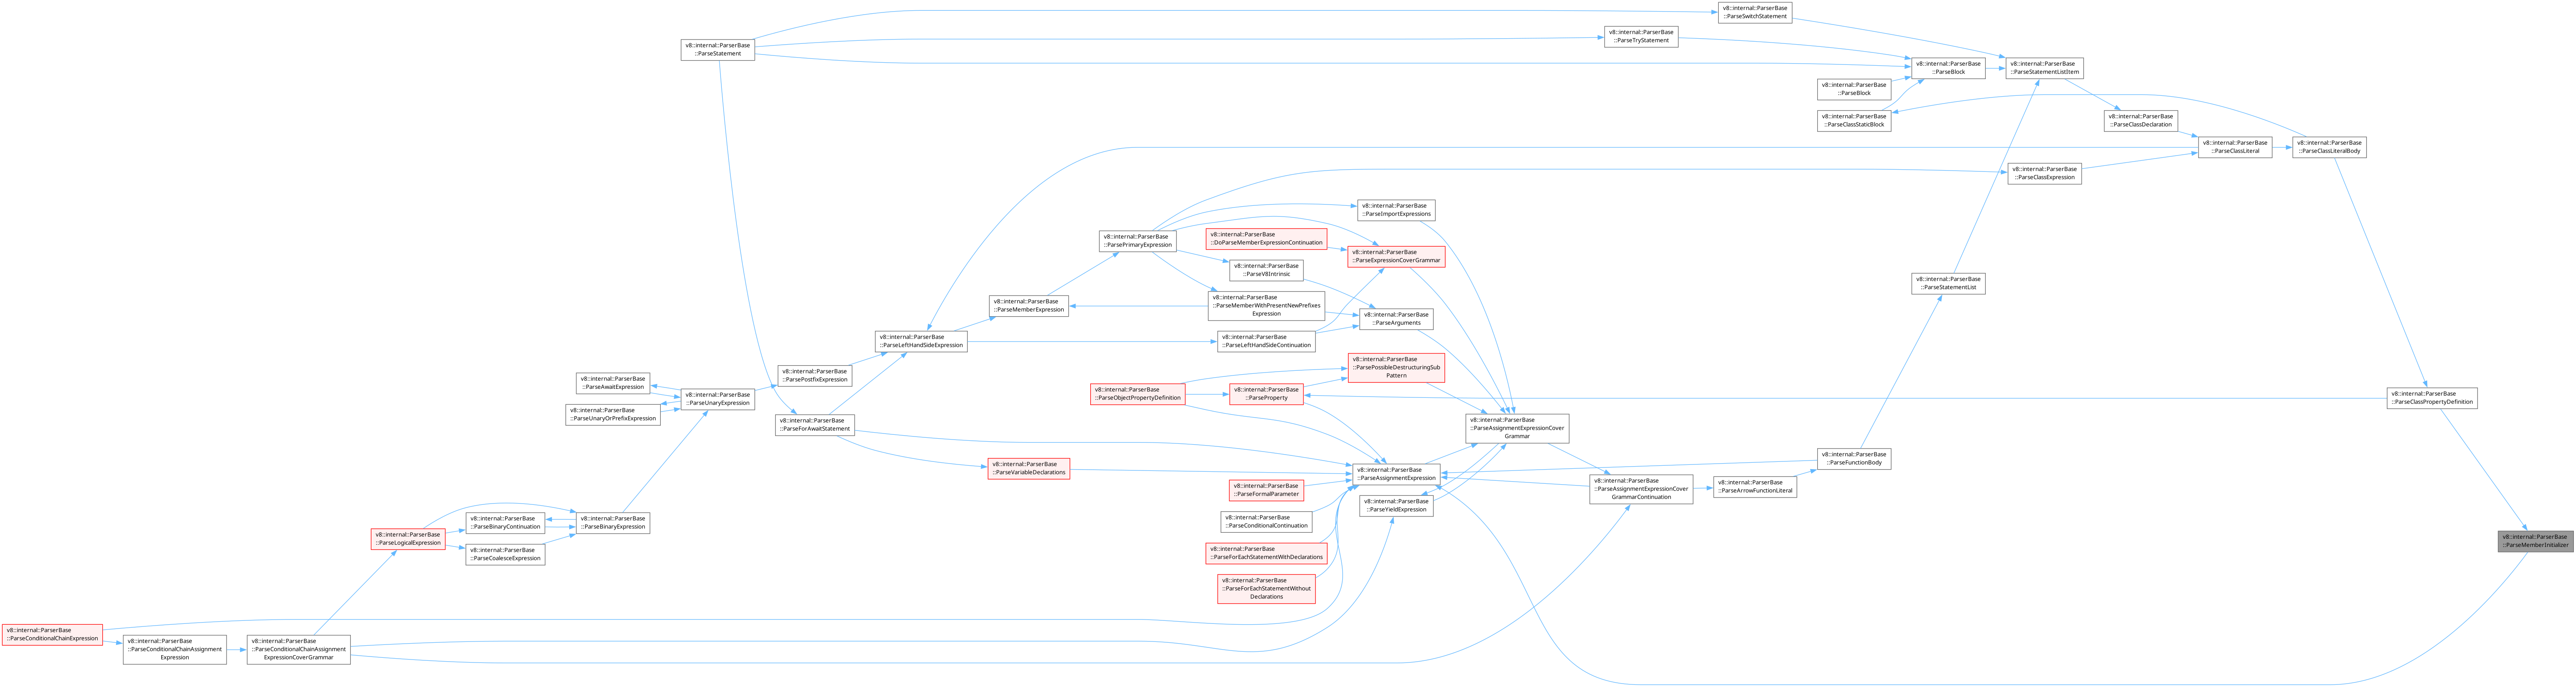 v8::internal::ParserBase
::ParseSwitchStatement
v8::internal::ParserBase
::ParseTryStatement
v8::internal::ParserBase
::ParseStatement
v8::internal::ParserBase
::ParseBlock
v8::internal::ParserBase
::ParseStatementListItem
v8::internal::ParserBase
::ParseBlock
v8::internal::ParserBase
::ParseClassStaticBlock
v8::internal::ParserBase
::ParseClassDeclaration
v8::internal::ParserBase
::ParseClassLiteral
v8::internal::ParserBase
::ParseClassLiteralBody
v8::internal::ParserBase
::ParseClassExpression
v8::internal::ParserBase
::ParseImportExpressions
v8::internal::ParserBase
::ParsePrimaryExpression
v8::internal::ParserBase
::DoParseMemberExpressionContinuation
v8::internal::ParserBase
::ParseExpressionCoverGrammar
v8::internal::ParserBase
::ParseV8Intrinsic
v8::internal::ParserBase
::ParseStatementList
v8::internal::ParserBase
::ParseMemberExpression
v8::internal::ParserBase
::ParseMemberWithPresentNewPrefixes
Expression
v8::internal::ParserBase
::ParseArguments
v8::internal::ParserBase
::ParseLeftHandSideExpression
v8::internal::ParserBase
::ParseLeftHandSideContinuation
v8::internal::ParserBase
::ParsePossibleDestructuringSub
Pattern
v8::internal::ParserBase
::ParsePostfixExpression
v8::internal::ParserBase
::ParseAwaitExpression
v8::internal::ParserBase
::ParseUnaryExpression
v8::internal::ParserBase
::ParseObjectPropertyDefinition
v8::internal::ParserBase
::ParseProperty
v8::internal::ParserBase
::ParseClassPropertyDefinition
v8::internal::ParserBase
::ParseUnaryOrPrefixExpression
v8::internal::ParserBase
::ParseForAwaitStatement
v8::internal::ParserBase
::ParseAssignmentExpressionCover
Grammar
v8::internal::ParserBase
::ParseFunctionBody
v8::internal::ParserBase
::ParseVariableDeclarations
v8::internal::ParserBase
::ParseAssignmentExpression
v8::internal::ParserBase
::ParseFormalParameter
v8::internal::ParserBase
::ParseAssignmentExpressionCover
GrammarContinuation
v8::internal::ParserBase
::ParseArrowFunctionLiteral
v8::internal::ParserBase
::ParseYieldExpression
v8::internal::ParserBase
::ParseConditionalContinuation
v8::internal::ParserBase
::ParseBinaryContinuation
v8::internal::ParserBase
::ParseBinaryExpression
v8::internal::ParserBase
::ParseLogicalExpression
v8::internal::ParserBase
::ParseMemberInitializer
v8::internal::ParserBase
::ParseCoalesceExpression
v8::internal::ParserBase
::ParseForEachStatementWithDeclarations
v8::internal::ParserBase
::ParseForEachStatementWithout
Declarations
v8::internal::ParserBase
::ParseConditionalChainExpression
v8::internal::ParserBase
::ParseConditionalChainAssignment
Expression
v8::internal::ParserBase
::ParseConditionalChainAssignment
ExpressionCoverGrammar